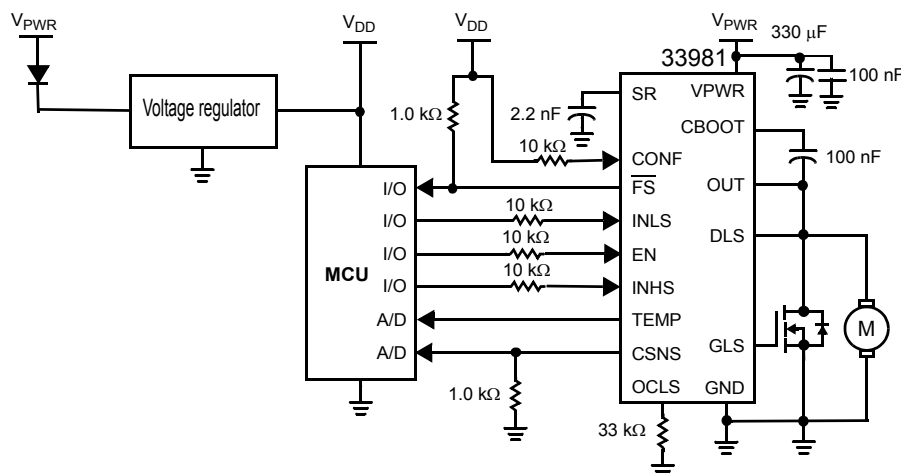 VPWR
VDD
VDD
VPWR
330 μF
33981
100 nF
Voltage regulator
1.0 kΩ
2.2 nF
SR
VPWR
CBOOT
10 kΩ
CONF
100 nF
I/O
FS
OUT
I/O
10 kΩ
INLS
DLS
I/O
10 kΩ
EN
MCU
I/O
10 kΩ
INHS
A/D
TEMP
M
A/D
CSNS
GLS
1.0 kΩ
OCLS
GND
33 kΩ